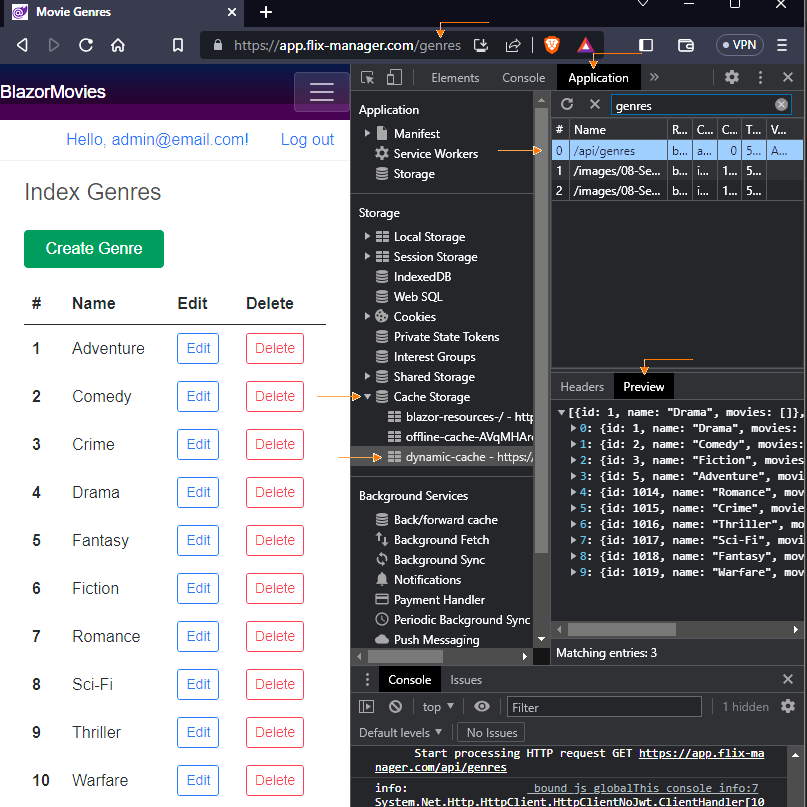 Movie Genres
https://app.flix-manager.com/genres
VPN
BlazorMovies
Hello, admin@email.com!
Log out
Index Genres
Create Genre
# Name Edit Delete
1 Adventure Edit Delete
2 Comedy Edit Delete
3 Crime Edit Delete
4 Drama Edit Delete
5 Fantasy Edit Delete
6 Fiction Edit Delete
7 Romance Edit Delete
8 Sci-Fi Edit Delete
9 Thriller Edit Delete
10 Warfare Edit Delete
Elements Console Application »
Application
Manifest
Service Workers
Storage
Storage
Local Storage
Session Storage
IndexedDB
Web SQL
Cookies
Private State Tokens
Interest Groups
Shared Storage
Cache Storage
blazor-resources-/ - http
offline-cache-AVqMHAr
dynamic-cache - https:/
Background Services
Back/forward cache
Background Fetch
Background Sync
Notifications
Payment Handler
Periodic Background Sync
Push Messaging
genres
# Name R... C... C... T... V...
0 /api/genres b... a... 0 5... A...
1 /images/08-Se... b... i... 1... 5...
2 /images/08-Se... b... i... 1... 5...
Headers Preview
[{id: 1, name: "Drama", movies: []},
0: {id: 1, name: "Drama", movies:
1: {id: 2, name: "Comedy", movies:
2: {id: 3, name: "Fiction", movies
3: {id: 5, name: "Adventure", movi
4: {id: 1014, name: "Romance", mov
5: {id: 1015, name: "Crime", movie
6: {id: 1016, name: "Thriller", mo
7: {id: 1017, name: "Sci-Fi", movi
8: {id: 1018, name: "Fantasy", mov
9: {id: 1019, name: "Warfare", mov
Matching entries: 3
Console Issues
top Filter 1 hidden
Default levels No Issues
Start processing HTTP request GET https://app.flix-ma
nager.com/api/genres
info: _bound_js_globalThis_console_info:7
System.Net.Http.HttpClient.HttpClientNoJwt.ClientHandler[10